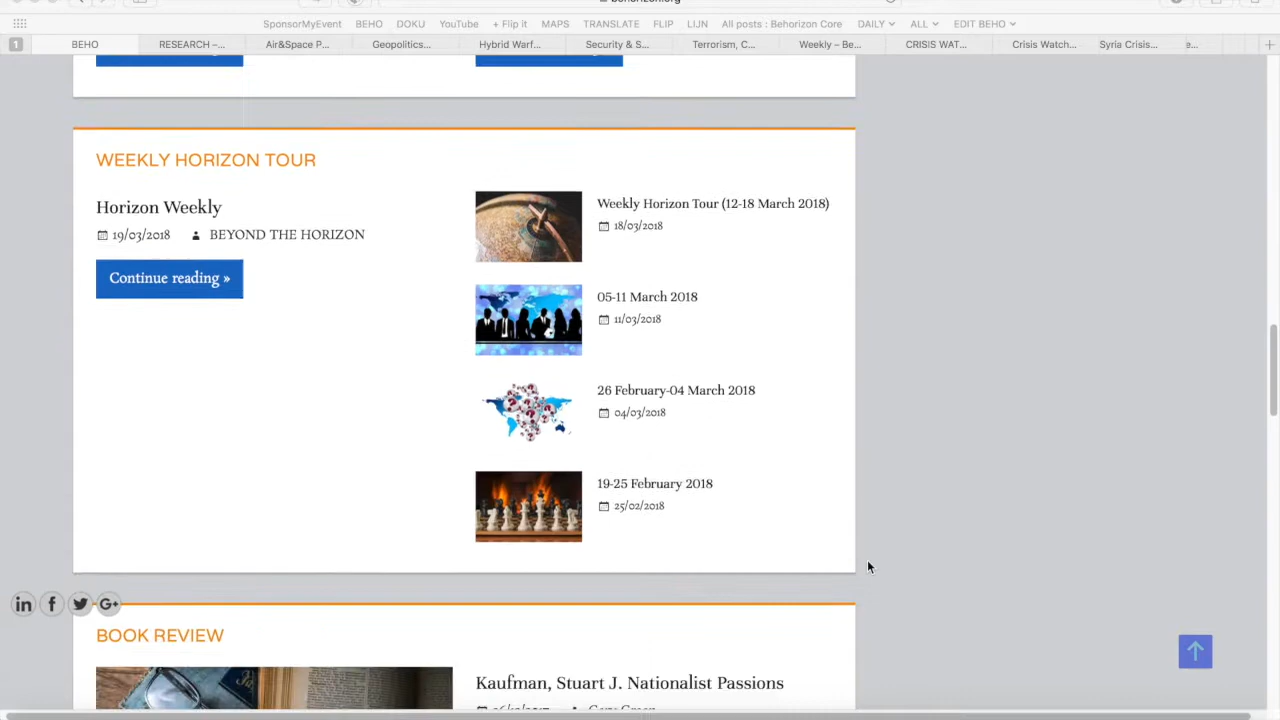 behorizon.org
SponsorMyEvent BEHO DOKU YouTube + Flip it MAPS TRANSLATE FLIP LIJN All posts : Behorizon Core DAILY ALL EDIT BEHO
1 BEHO RESEARCH –... Air&Space P... Geopolitics... Hybrid Warf... Security & S... Terrorism, C... Weekly – Be... CRISIS WAT... Crisis Watch... Syria Crisis... e...
WEEKLY HORIZON TOUR
Horizon Weekly
19/03/2018 BEYOND THE HORIZON
Continue reading »
Weekly Horizon Tour (12-18 March 2018)
18/03/2018
05-11 March 2018
11/03/2018
26 February-04 March 2018
04/03/2018
19-25 February 2018
25/02/2018
in f G+
BOOK REVIEW
Kaufman, Stuart J. Nationalist Passions